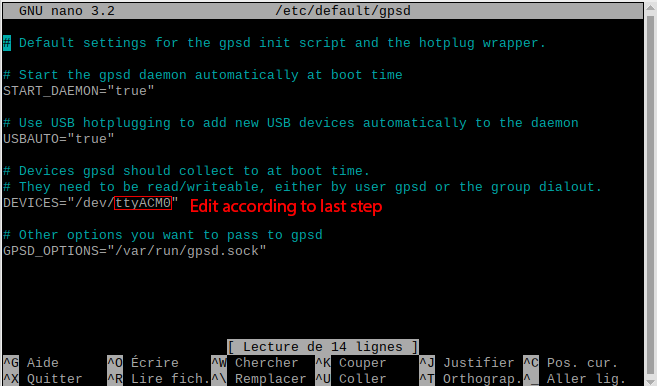 GNU nano 3.2 /etc/default/gpsd
# Default settings for the gpsd init script and the hotplug wrapper.
# Start the gpsd daemon automatically at boot time
START_DAEMON="true"
# Use USB hotplugging to add new USB devices automatically to the daemon
USBAUTO="true"
# Devices gpsd should collect to at boot time.
# They need to be read/writeable, either by user gpsd or the group dialout.
DEVICES="/dev/ttyACM0" Edit according to last step
# Other options you want to pass to gpsd
GPSD_OPTIONS="/var/run/gpsd.sock"
[ Lecture de 14 lignes ]
^G Aide ^O Écrire ^W Chercher ^K Couper ^J Justifier ^C Pos. cur.
^X Quitter ^R Lire fich. ^\ Remplacer ^U Coller ^T Orthograp. ^_ Aller lig.